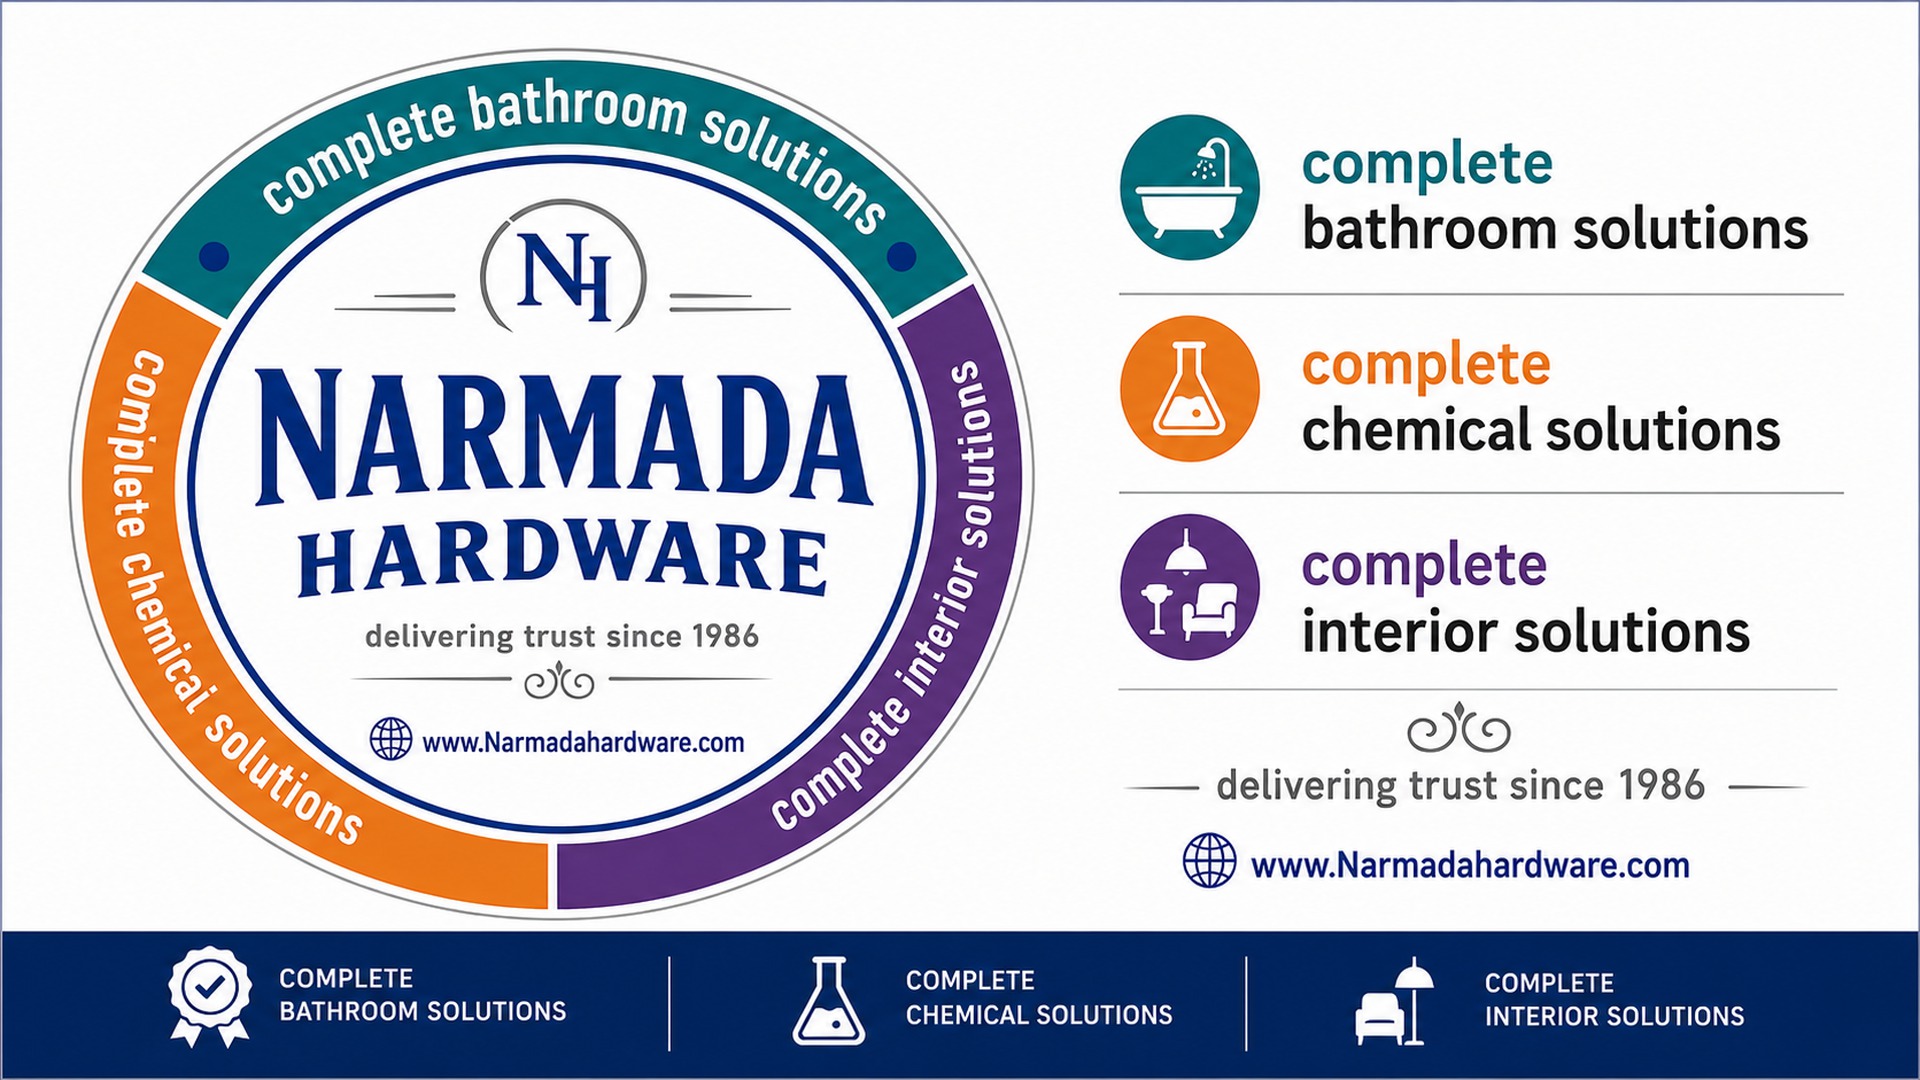 complete bathroom solutions
NH
NARMADA
HARDWARE
delivering trust since 1986
www.Narmadahardware.com
complete chemicai solutions
complete interior solutions
complete
bathroom solutions
complete
chemical solutions
complete
interior solutions
delivering trust since 1986
www.Narmadahardware.com
COMPLETE
BATHROOM SOLUTIONS
COMPLETE
CHEMICAL SOLUTIONS
COMPLETE
INTERIOR SOLUTIONS